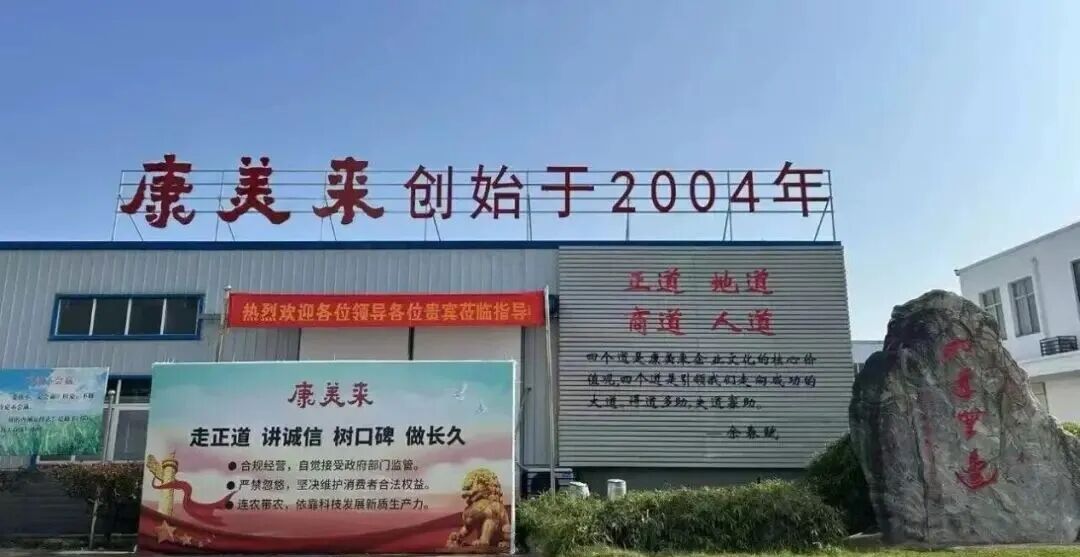 康美来创始于2004年
热烈欢迎各位领导各位贵宾莅临指导
正道 地道
商道 人道
四个道是康美来企业文化的核心价
值观,四个道是引领我们走向成功的
大道。得道多助,失道寡助。
康美来
走正道 讲诚信 树口碑 做长久
●合规经营,自觉接受政府部门监管。
●严禁忽悠,坚决维护消费者合法权益。
●连农带农,依靠科技发展新质生产力。